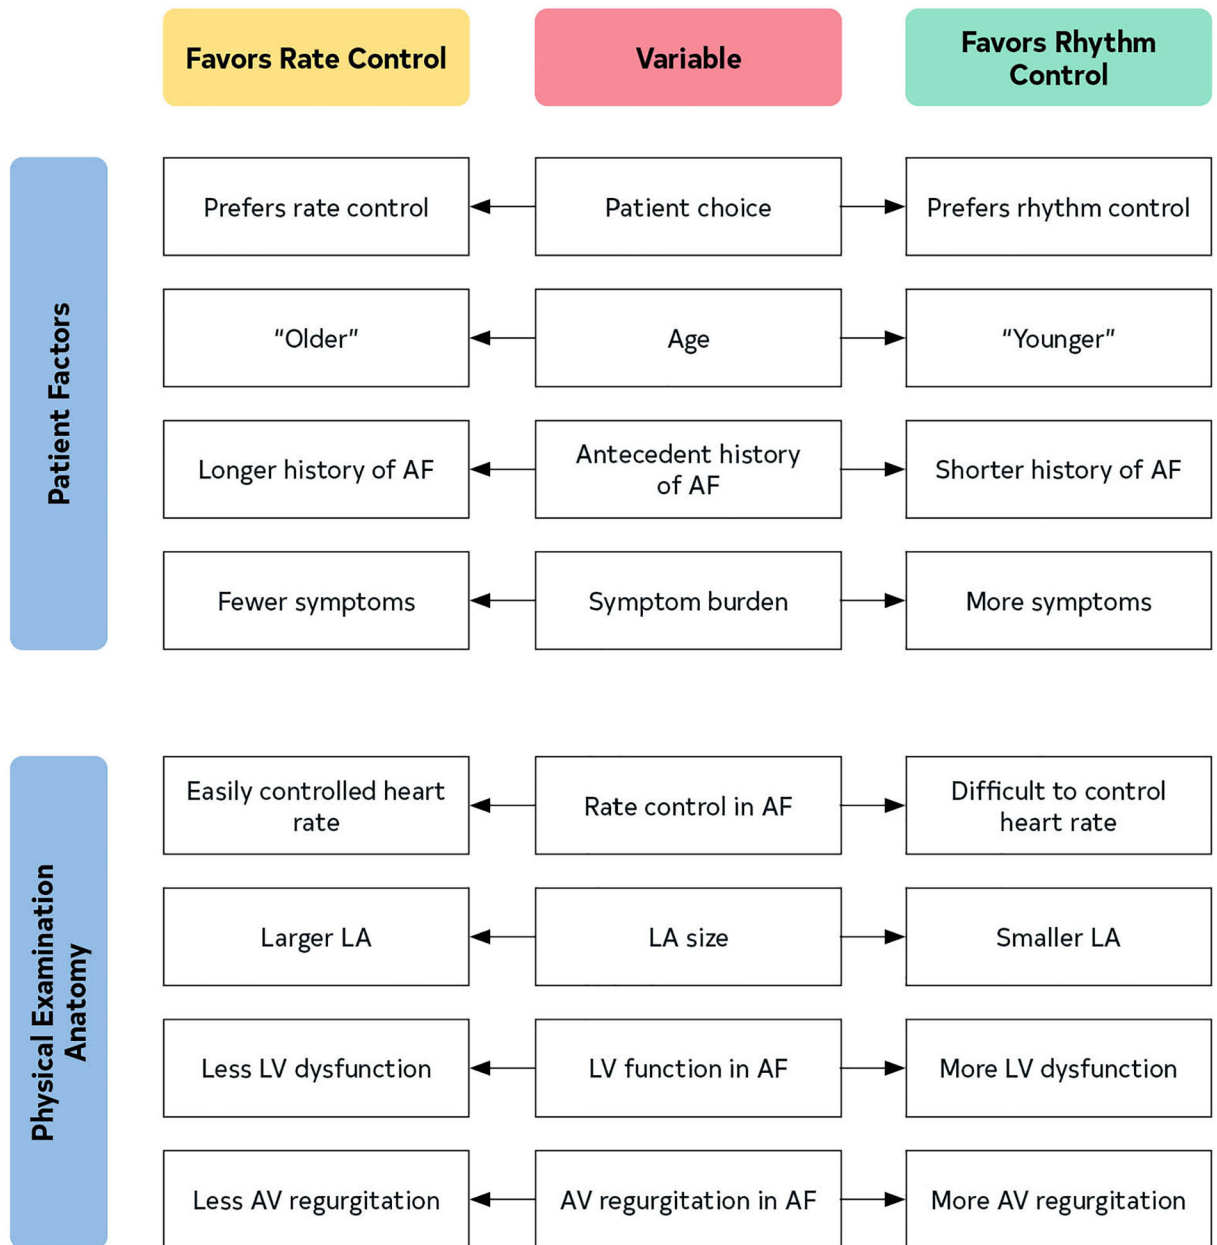 Favors Rate Control
Variable
Favors Rhythm
Control
Patient Factors
Prefers rate control
Patient choice
Prefers rhythm control
“Older”
Age
“Younger”
Longer history of AF
Antecedent history
of AF
Shorter history of AF
Fewer symptoms
Symptom burden
More symptoms
Physical Examination
Anatomy
Easily controlled heart
rate
Rate control in AF
Difficult to control
heart rate
Larger LA
LA size
Smaller LA
Less LV dysfunction
LV function in AF
More LV dysfunction
Less AV regurgitation
AV regurgitation in AF
More AV regurgitation